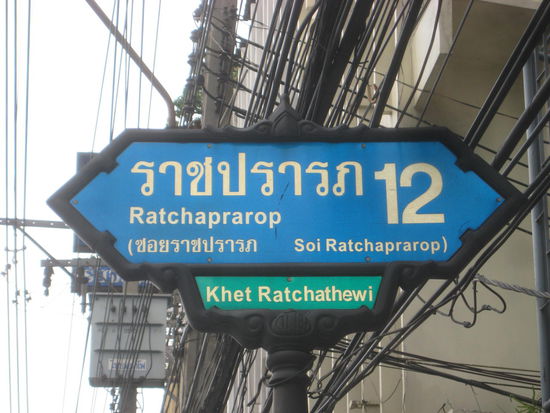 ราชปรารภ 12
Ratchaprarop
(ซอยราชปรารภ Soi Ratchaprarop)
Khet Ratchathewi